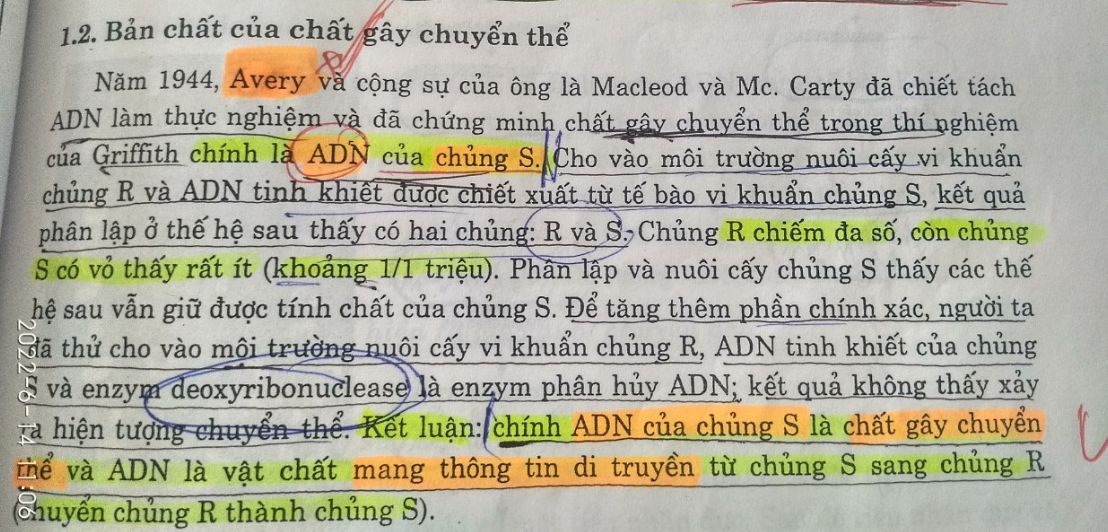 1.2. Bản chất của chất gây chuyển thể
Năm 1944, Avery và cộng sự của ông là Macleod và Mc. Carty đã chiết tách
ADN làm thực nghiệm và đã chứng minh chất gây chuyển thể trong thí nghiệm
của Griffith chính là ADN của chủng S. Cho vào môi trường nuôi cấy vi khuẩn
chủng R và ADN tinh khiết được chiết xuất từ tế bào vi khuẩn chủng S, kết quả
phân lập ở thế hệ sau thấy có hai chủng: R và S. Chủng R chiếm đa số, còn chủng
S có vỏ thấy rất ít (khoảng 1/1 triệu). Phân lập và nuôi cấy chủng S thấy các thế
hệ sau vẫn giữ được tính chất của chủng S. Để tăng thêm phần chính xác, người ta
đã thử cho vào môi trường nuôi cấy vi khuẩn chủng R, ADN tinh khiết của chủng
S và enzym deoxyribonuclease là enzym phân hủy ADN; kết quả không thấy xảy
ra hiện tượng chuyển thể. Kết luận: chính ADN của chủng S là chất gây chuyển
thể và ADN là vật chất mang thông tin di truyền từ chủng S sang chủng R
(chuyển chủng R thành chủng S).
2022-6-14 11:06